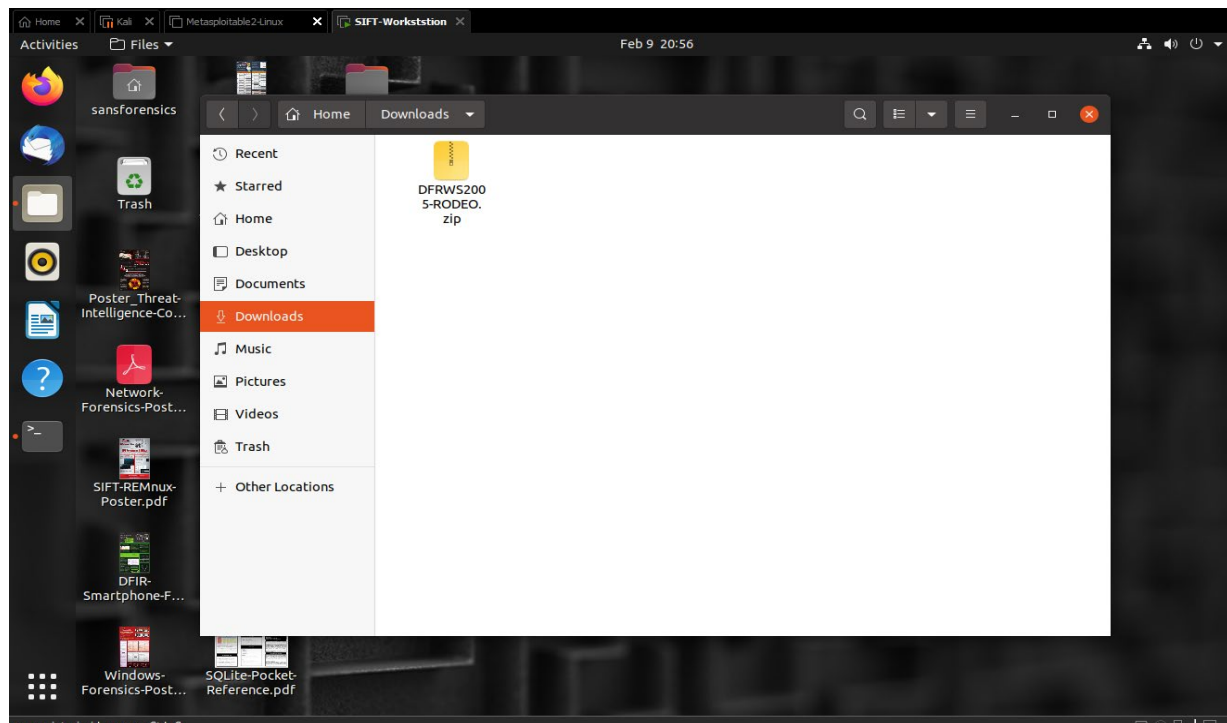 Home
Kali
Metasploitable2-Linux
SIFT-Workststion
Activities
Files
Feb 9 20:56
sansforensics
Home
Downloads
Recent
Starred
Home
Desktop
Documents
Downloads
Music
Pictures
Videos
Trash
+ Other Locations
DFRWS200
5-RODEO.
zip
Trash
Poster_Threat-
Intelligence-Co...
Network-
Forensics-Post...
SIFT-REMnux-
Poster.pdf
DFIR-
Smartphone-F...
Windows-
Forensics-Post...
SQLite-Pocket-
Reference.pdf